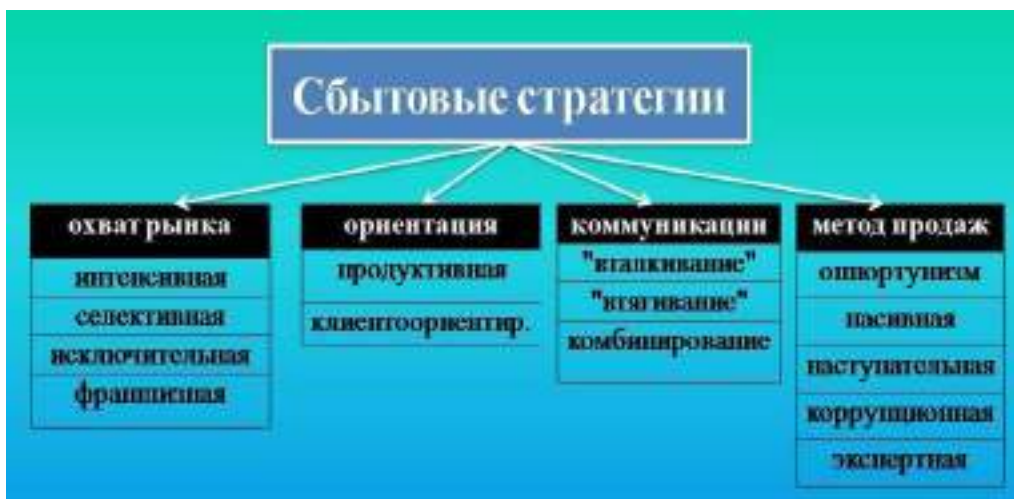 Сбытовые стратегии
охват рынка
интенсивная
селективная
исключительная
франшизная
ориентация
продуктивная
клиентоориентир.
коммуникации
"вталкивание"
"втягивание"
комбинирование
метод продаж
оппортунизм
пасивная
наступательная
коррупционная
экспертная